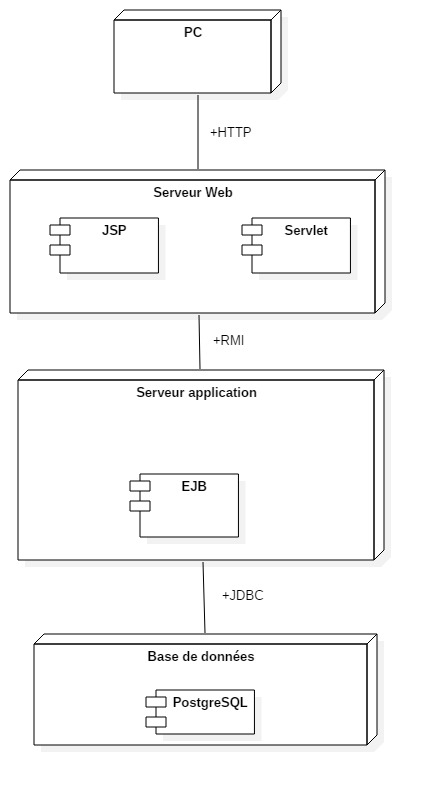 PC
+HTTP
Serveur Web
JSP
Servlet
+RMI
Serveur application
EJB
+JDBC
Base de données
PostgreSQL